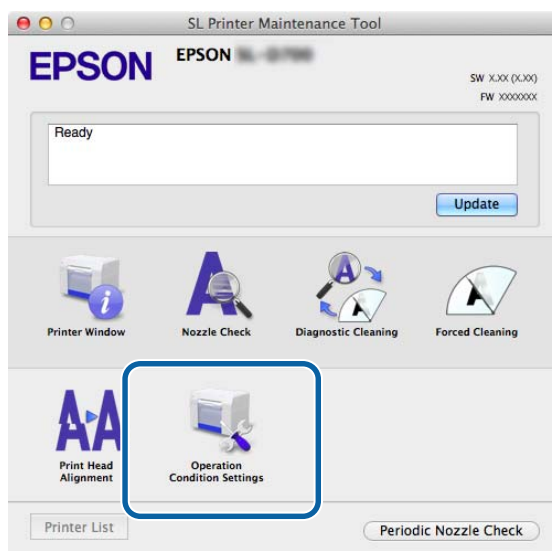 SL Printer Maintenance Tool
EPSON
EPSON
SW X.XX (X.XX)
FW XXXXXXX
Ready
Update
Printer Window
Nozzle Check
Diagnostic Cleaning
Forced Cleaning
Print Head
Alignment
Operation
Condition Settings
Printer List
Periodic Nozzle Check